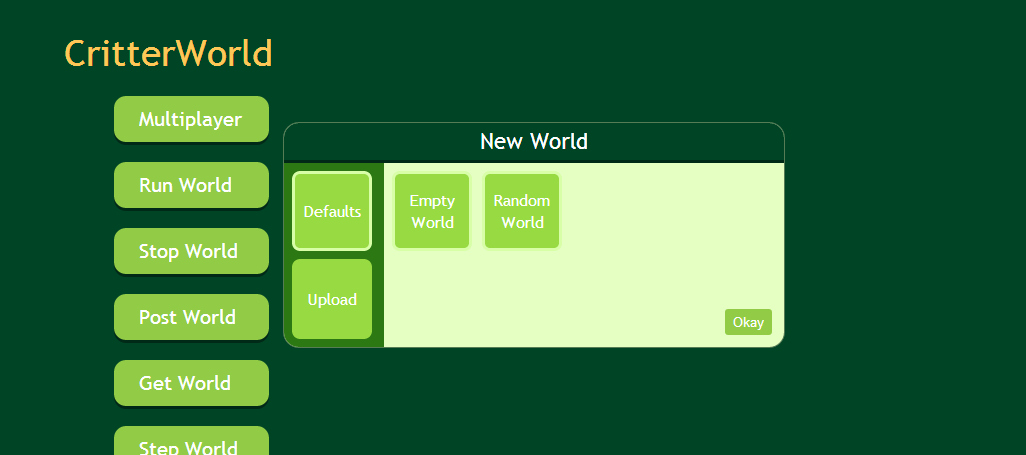 CritterWorld
Multiplayer
Run World
Stop World
Post World
Get World
Step World
New World
Defaults
Upload
Empty
World
Random
World
Okay